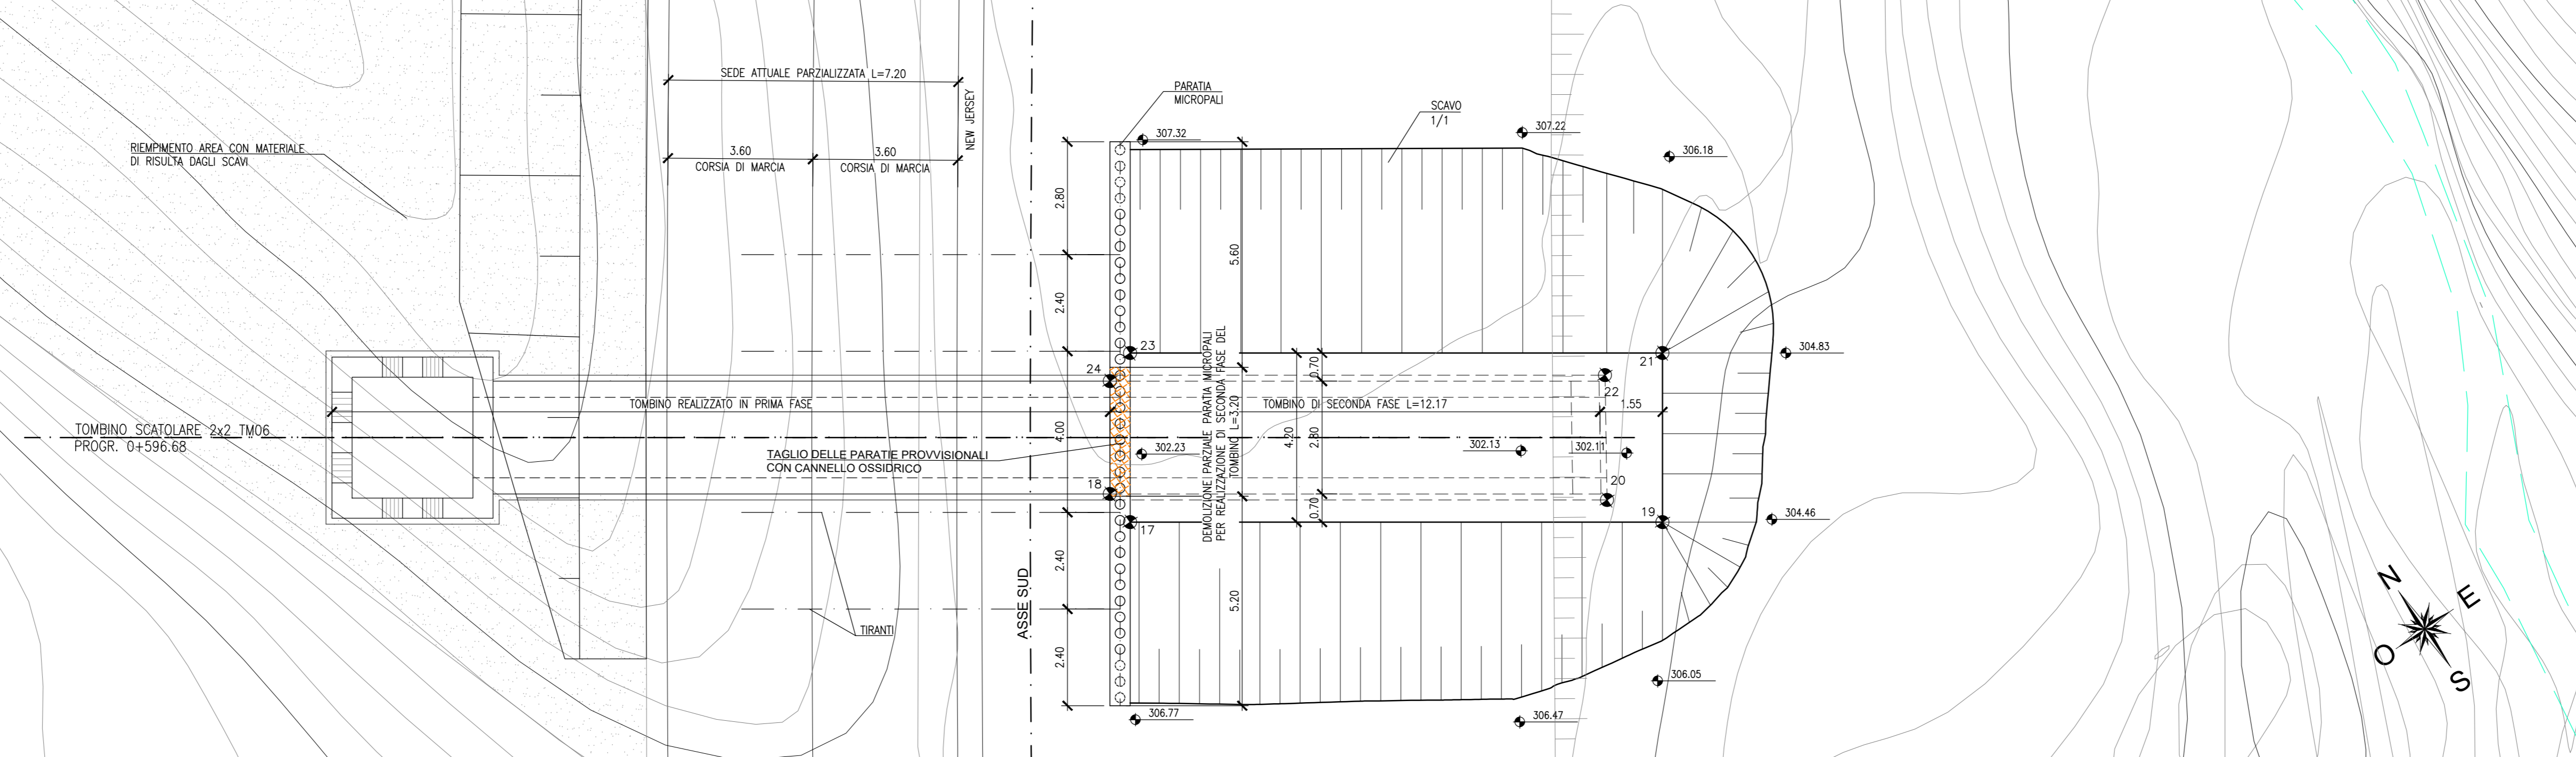 SEDE ATTUALE PARZIALIZZATA L=7.20
NEW JERSEY
3.60
CORSIA DI MARCIA
3.60
CORSIA DI MARCIA
RIEMPIMENTO AREA CON MATERIALE
DI RISULTA DAGLI SCAVI
PARATIA
MICROPALI
SCAVO
1/1
307.32
307.22
306.18
2.80
2.40
4.00
2.40
2.40
5.60
5.20
23
24
21
22
304.83
TOMBINO REALIZZATO IN PRIMA FASE
TOMBINO DI SECONDA FASE L=12.17
1.55
0.70
4.20
2.80
0.70
TOMBINO SCATOLARE 2x2 TM06
PROGR. 0+596.68
TAGLIO DELLE PARATIE PROVVISIONALI
CON CANNELLO OSSIDRICO
302.23
302.13
302.11
DEMOLIZIONE PARZIALE PARATIA MICROPALI
PER REALIZZAZIONE DI SECONDA FASE DEL
TOMBINO L=3.20
18
17
20
19
304.46
ASSE SUD
TIRANTI
306.05
306.77
306.47
N
E
O
S